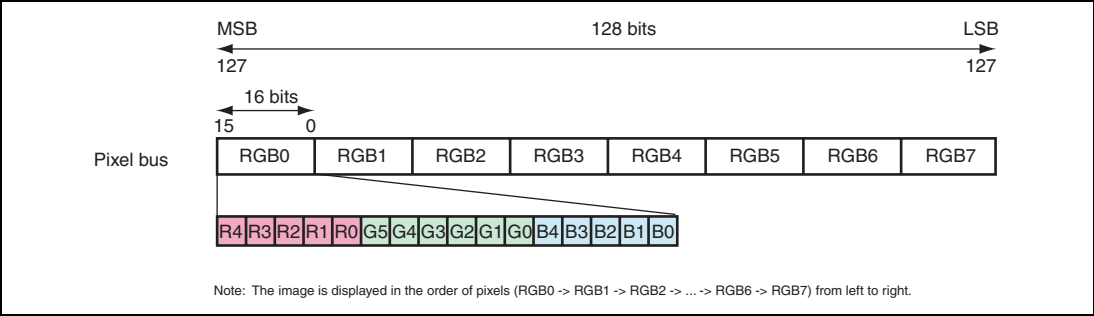 MSB 128 bits LSB
127 127
16 bits
15 0
Pixel bus RGB0 RGB1 RGB2 RGB3 RGB4 RGB5 RGB6 RGB7
R4 R3 R2 R1 R0 G5 G4 G3 G2 G1 G0 B4 B3 B2 B1 B0
Note: The image is displayed in the order of pixels (RGB0 -> RGB1 -> RGB2 -> ... -> RGB6 -> RGB7) from left to right.